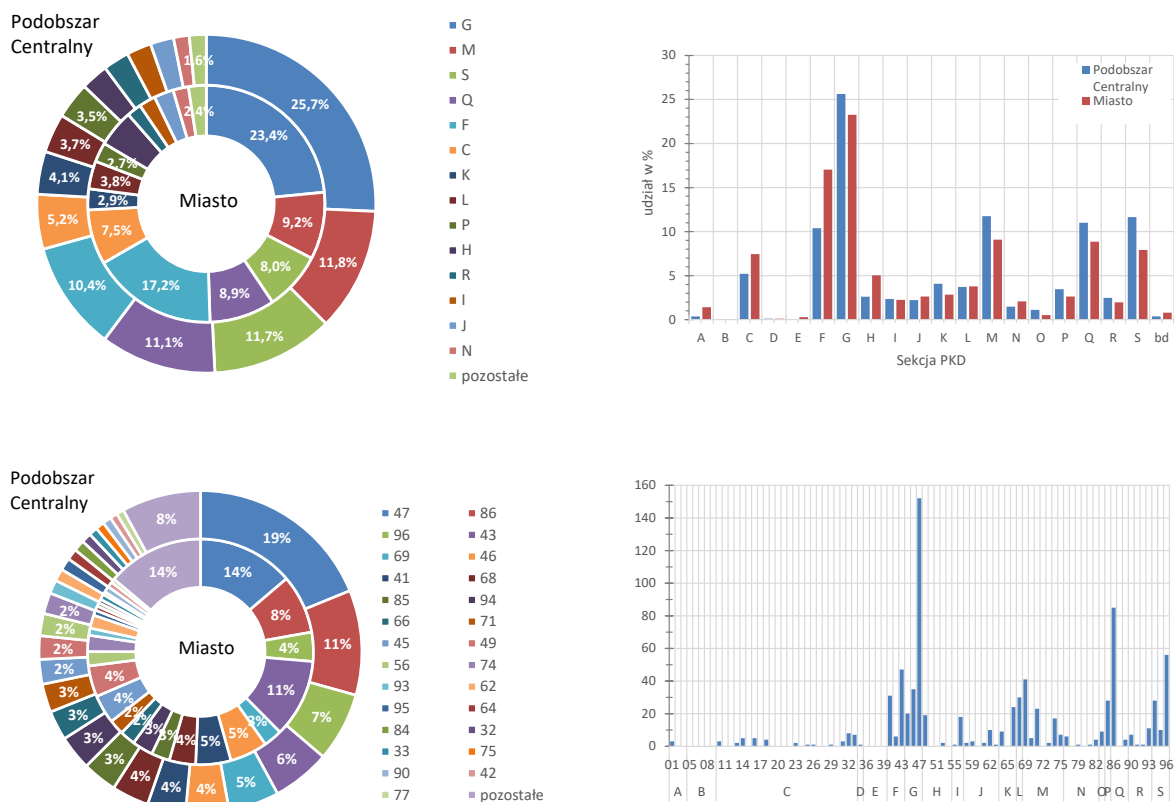 Podobszar
Centralny
1,6%
25,7%
11,8%
11,7%
11,1%
10,4%
5,2%
4,1%
3,7%
3,5%
2,4%
23,4%
9,2%
8,0%
8,9%
17,2%
7,5%
2,9%
3,8%
2,7%
Miasto
G
M
S
Q
F
C
K
L
P
H
R
I
J
N
pozostałe
30
25
20
15
10
5
0
udział w %
Podobszar
Centralny
Miasto
A B C D E F G H I J K L M N O P Q R S bd
Sekcja PKD
Podobszar
Centralny
8%
19%
11%
7%
6%
5%
4%
4%
4%
3%
3%
3%
3%
2%
2%
2%
2%
14%
14%
8%
4%
11%
3%
5%
5%
4%
3%
3%
2%
2%
4%
4%
Miasto
47 86
96 43
69 46
41 68
85 94
66 71
45 49
56 74
93 62
95 64
84 32
33 75
90 42
77 pozostałe
160
140
120
100
80
60
40
20
0
01 05 08 11 14 17 20 23 26 29 32 36 39 43 47 51 55 59 62 65 69 72 75 79 82 86 90 93 96
A B C D E F G H I J K L M N O P Q R S